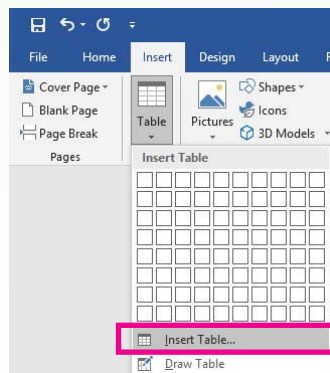 File Home Insert Design Layout
Cover Page
Blank Page
Page Break
Pages
Table
Pictures
Shapes
Icons
3D Models
Insert Table
Insert Table...
Draw Table